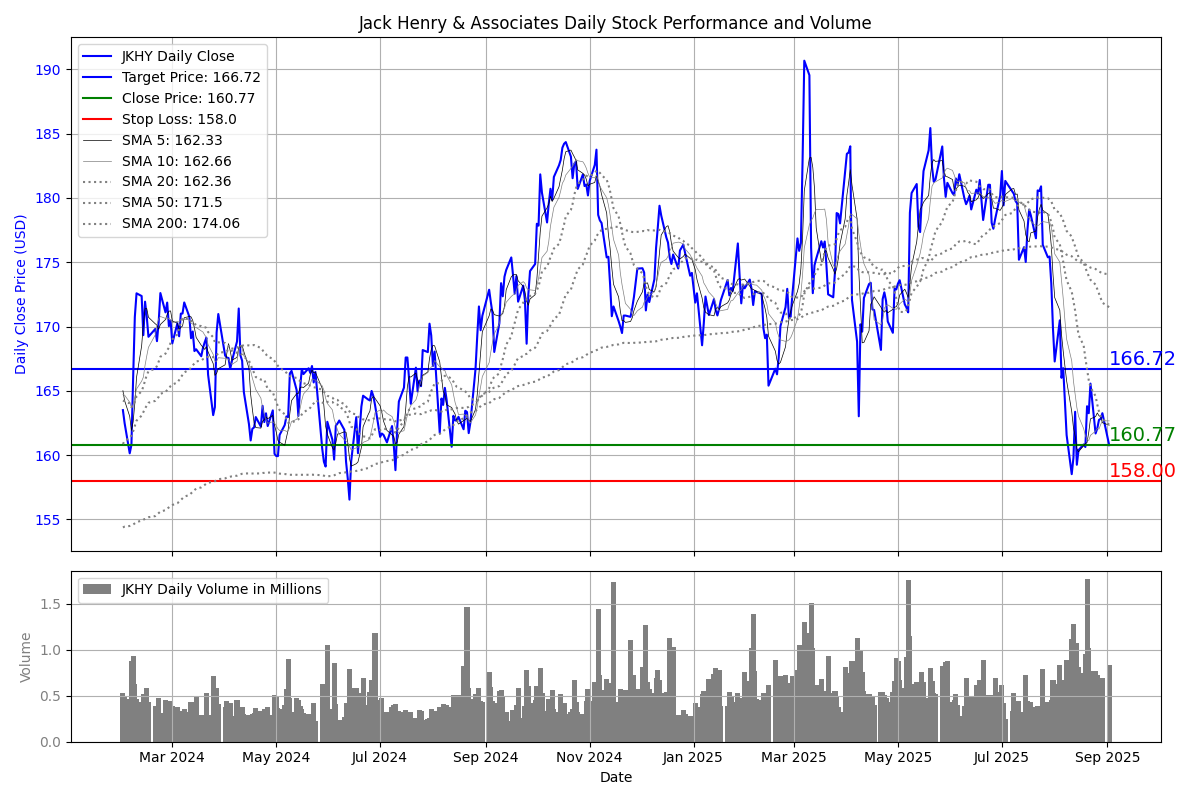 Jack Henry & Associates Daily Stock Performance and Volume
JKHY Daily Close
Target Price: 166.72
Close Price: 160.77
Stop Loss: 158.0
SMA 5: 162.33
SMA 10: 162.66
SMA 20: 162.36
SMA 50: 171.5
SMA 200: 174.06
Daily Close Price (USD)
190
185
180
175
170
165
160
155
166.72
160.77
158.00
JKHY Daily Volume in Millions
Volume
1.5
1.0
0.5
0.0
Mar 2024 May 2024 Jul 2024 Sep 2024 Nov 2024 Jan 2025 Mar 2025 May 2025 Jul 2025 Sep 2025
Date